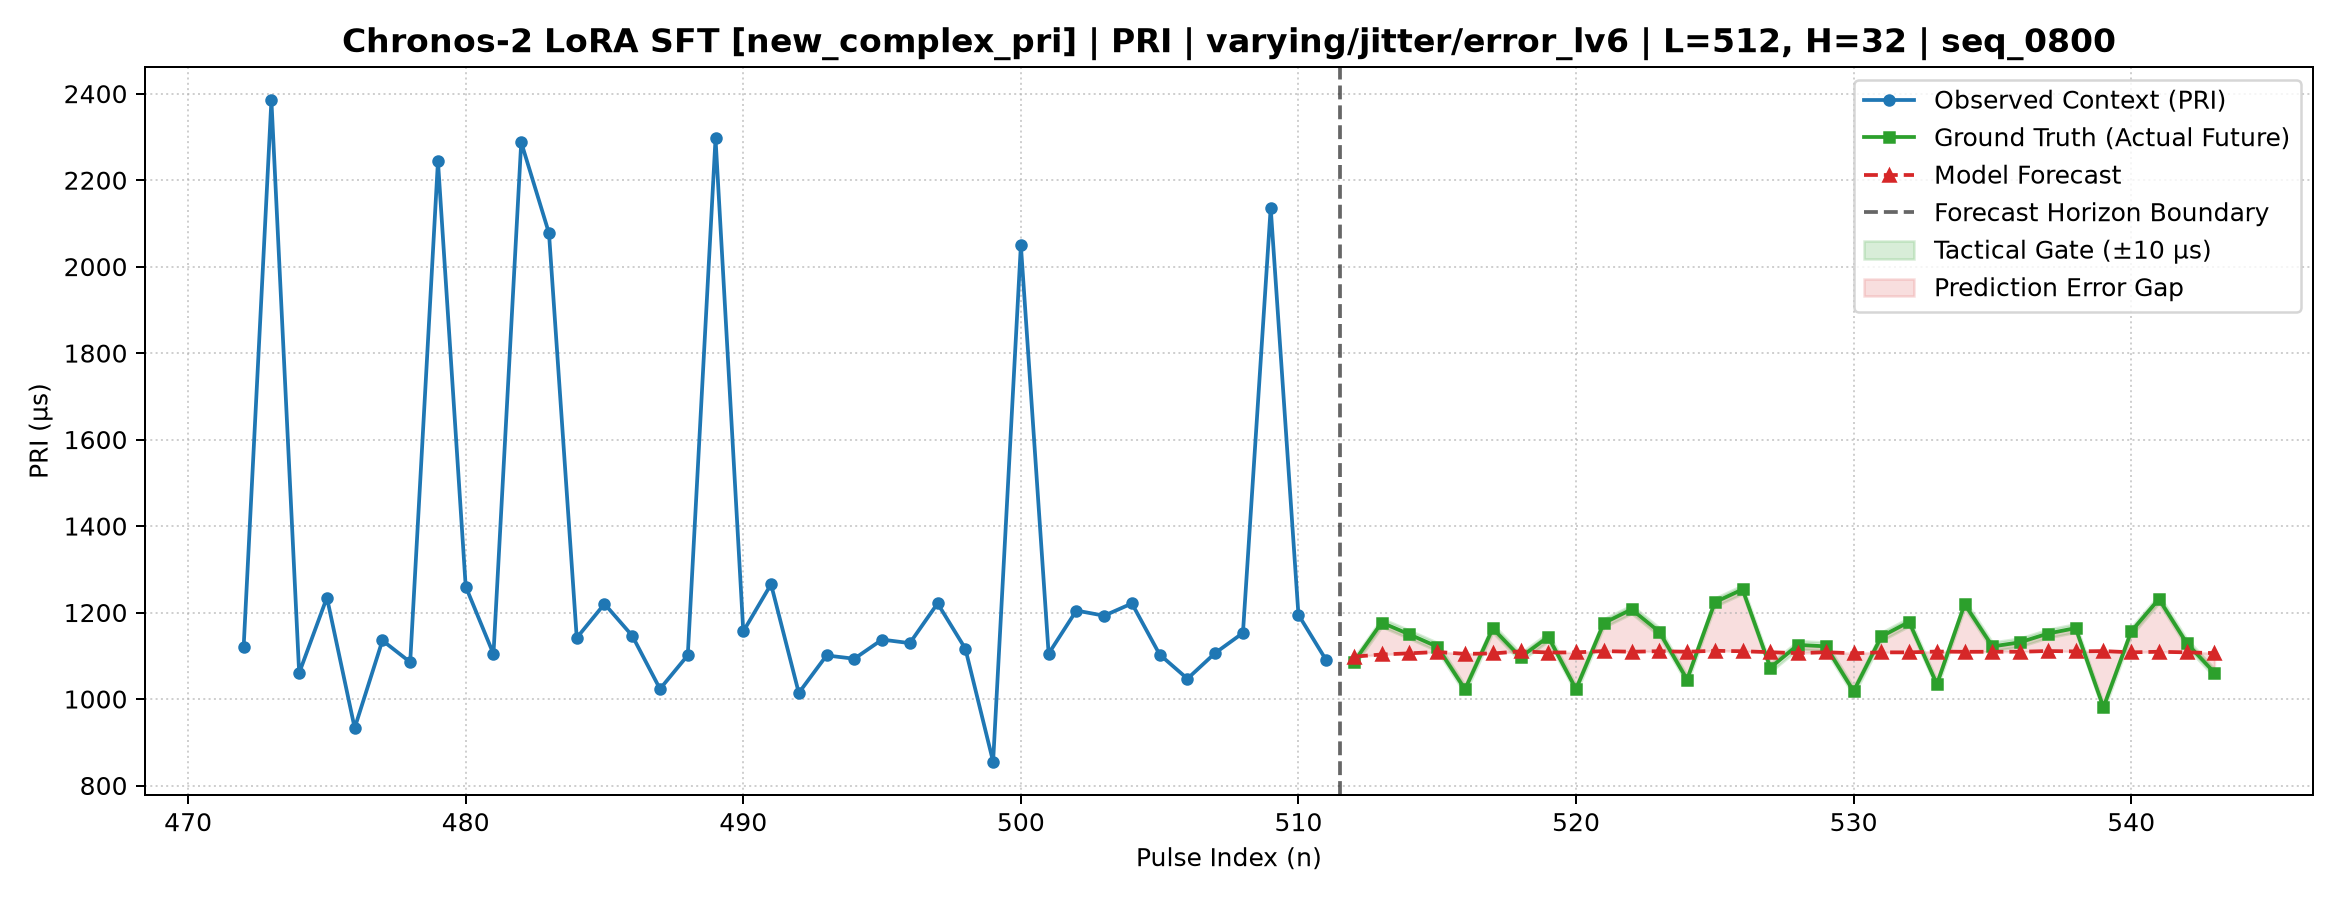 Chronos-2 LoRA SFT [new_complex_pri] | PRI | varying/jitter/error_lv6 | L=512, H=32 | seq_0800
Observed Context (PRI)
Ground Truth (Actual Future)
Model Forecast
Forecast Horizon Boundary
Tactical Gate (±10 µs)
Prediction Error Gap
PRI (µs)
2400
2200
2000
1800
1600
1400
1200
1000
800
470 480 490 500 510 520 530 540
Pulse Index (n)